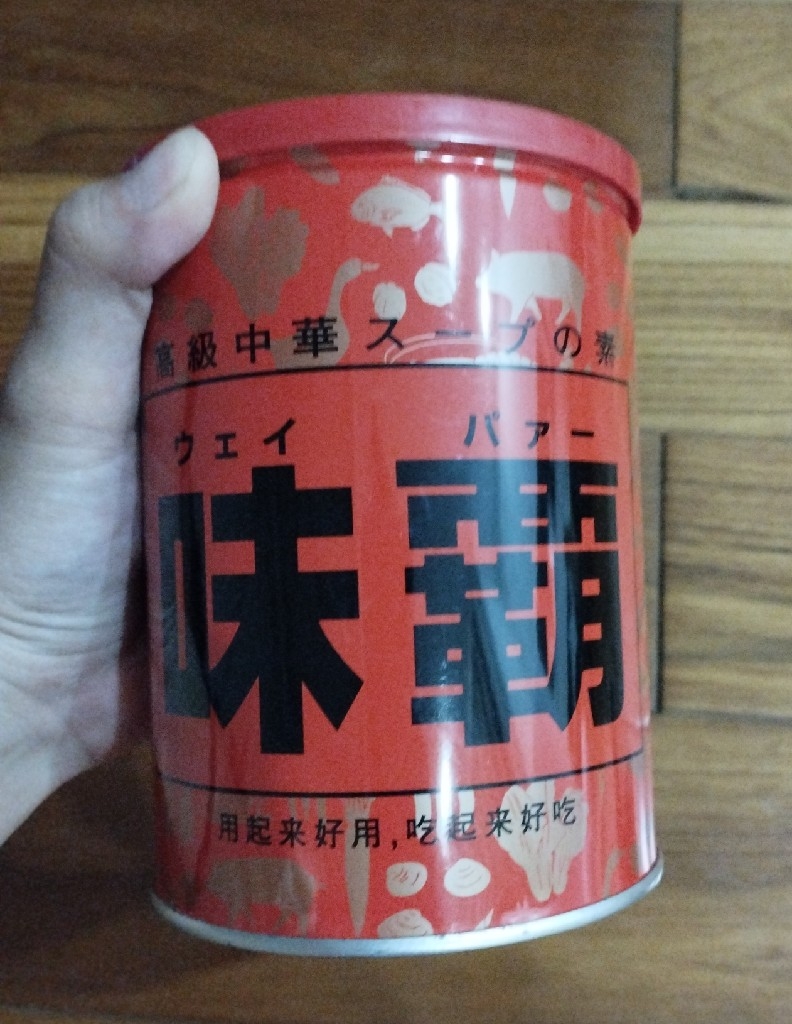 高級中華スープの素
ウェイ パァー
味覇
用起来好用,吃起来好吃